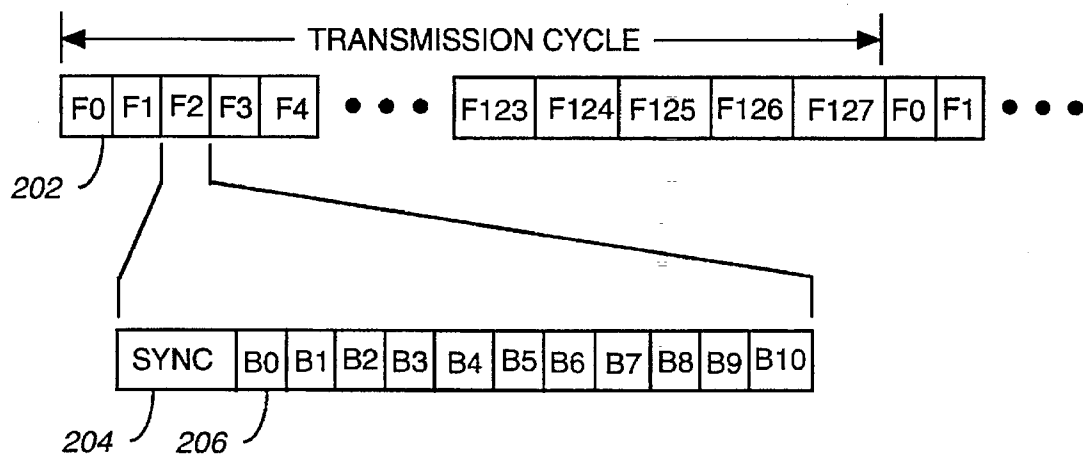 TRANSMISSION CYCLE
F0 F1 F2 F3 F4 • • • F123 F124 F125 F126 F127 F0 F1 • • •
202
SYNC B0 B1 B2 B3 B4 B5 B6 B7 B8 B9 B10
204 206